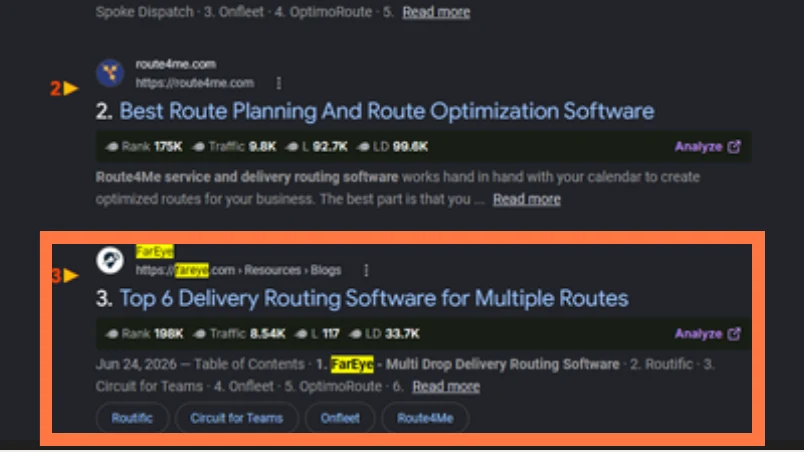 Spoke Dispatch · 3. Onfleet · 4. OptimoRoute · 5. Read more
route4me.com
https://route4me.com
2
2. Best Route Planning And Route Optimization Software
Rank 175K Traffic 9.8K L 92.7K LD 99.6K Analyze
Route4Me service and delivery routing software works hand in hand with your calendar to create
optimized routes for your business. The best part is that you ... Read more
FarEye
https://fareye.com › Resources › Blogs
3
3. Top 6 Delivery Routing Software for Multiple Routes
Rank 198K Traffic 8.54K L 117 LD 33.7K Analyze
Jun 24, 2026 — Table of Contents · 1. FarEye - Multi Drop Delivery Routing Software · 2. Routific · 3.
Circuit for Teams · 4. Onfleet · 5. OptimoRoute · 6. Read more
Routific Circuit for Teams Onfleet Route4Me